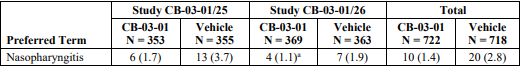 Study CB-03-01/25 Study CB-03-01/26 Total
CB-03-01 Vehicle CB-03-01 Vehicle CB-03-01 Vehicle
Preferred Term N = 353 N = 355 N = 369 N = 363 N = 722 N = 718
Nasopharyngitis 6 (1.7) 13 (3.7) 4 (1.1)ᵃ 7 (1.9) 10 (1.4) 20 (2.8)